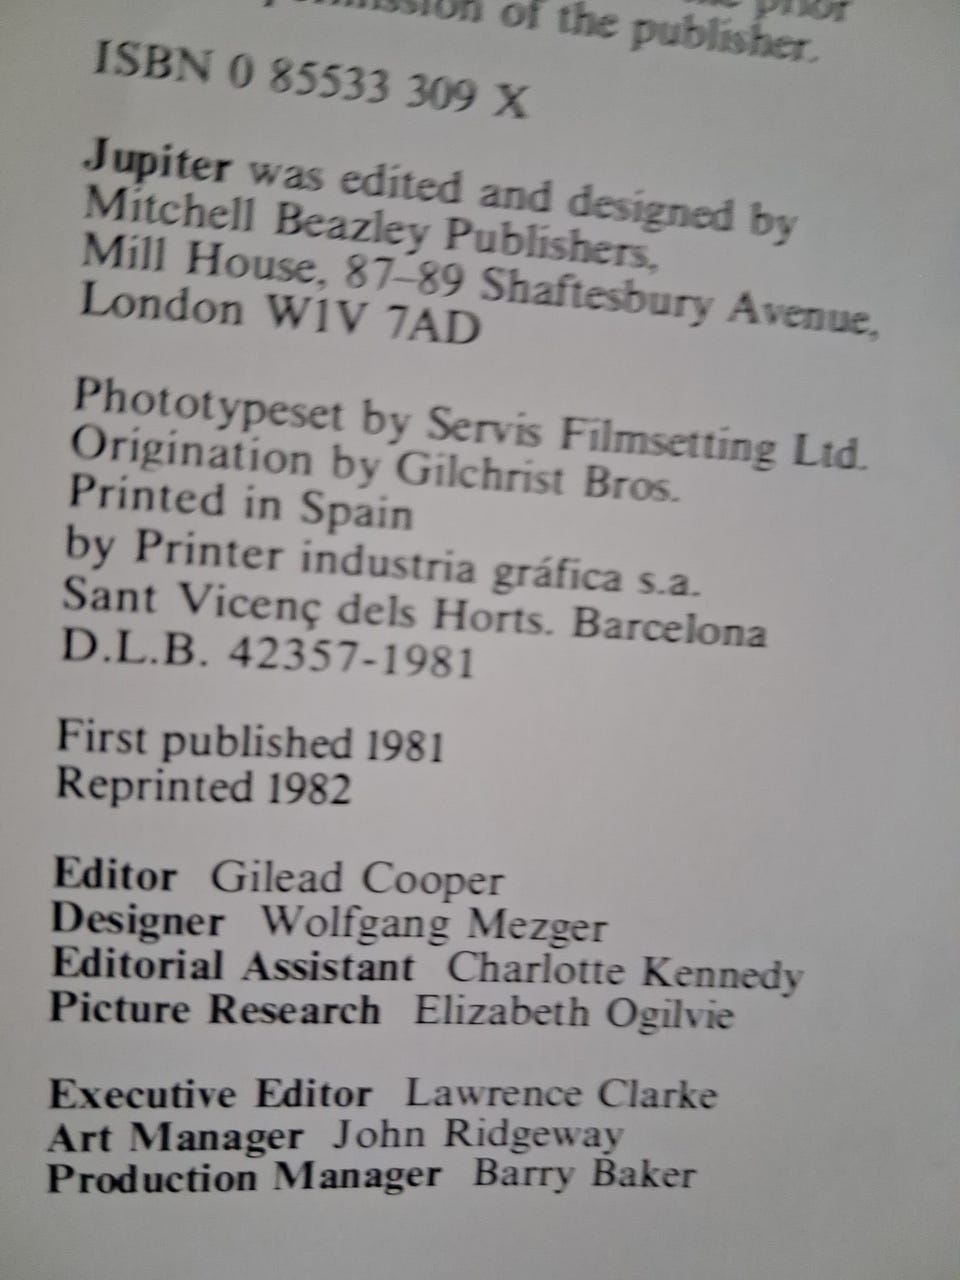 prior
permission of the publisher.
ISBN 0 85533 309 X
Jupiter was edited and designed by
Mitchell Beazley Publishers,
Mill House, 87–89 Shaftesbury Avenue,
London W1V 7AD
Phototypeset by Servis Filmsetting Ltd.
Origination by Gilchrist Bros.
Printed in Spain
by Printer industria gráfica s.a.
Sant Vicenç dels Horts. Barcelona
D.L.B. 42357-1981
First published 1981
Reprinted 1982
Editor Gilead Cooper
Designer Wolfgang Mezger
Editorial Assistant Charlotte Kennedy
Picture Research Elizabeth Ogilvie
Executive Editor Lawrence Clarke
Art Manager John Ridgeway
Production Manager Barry Baker